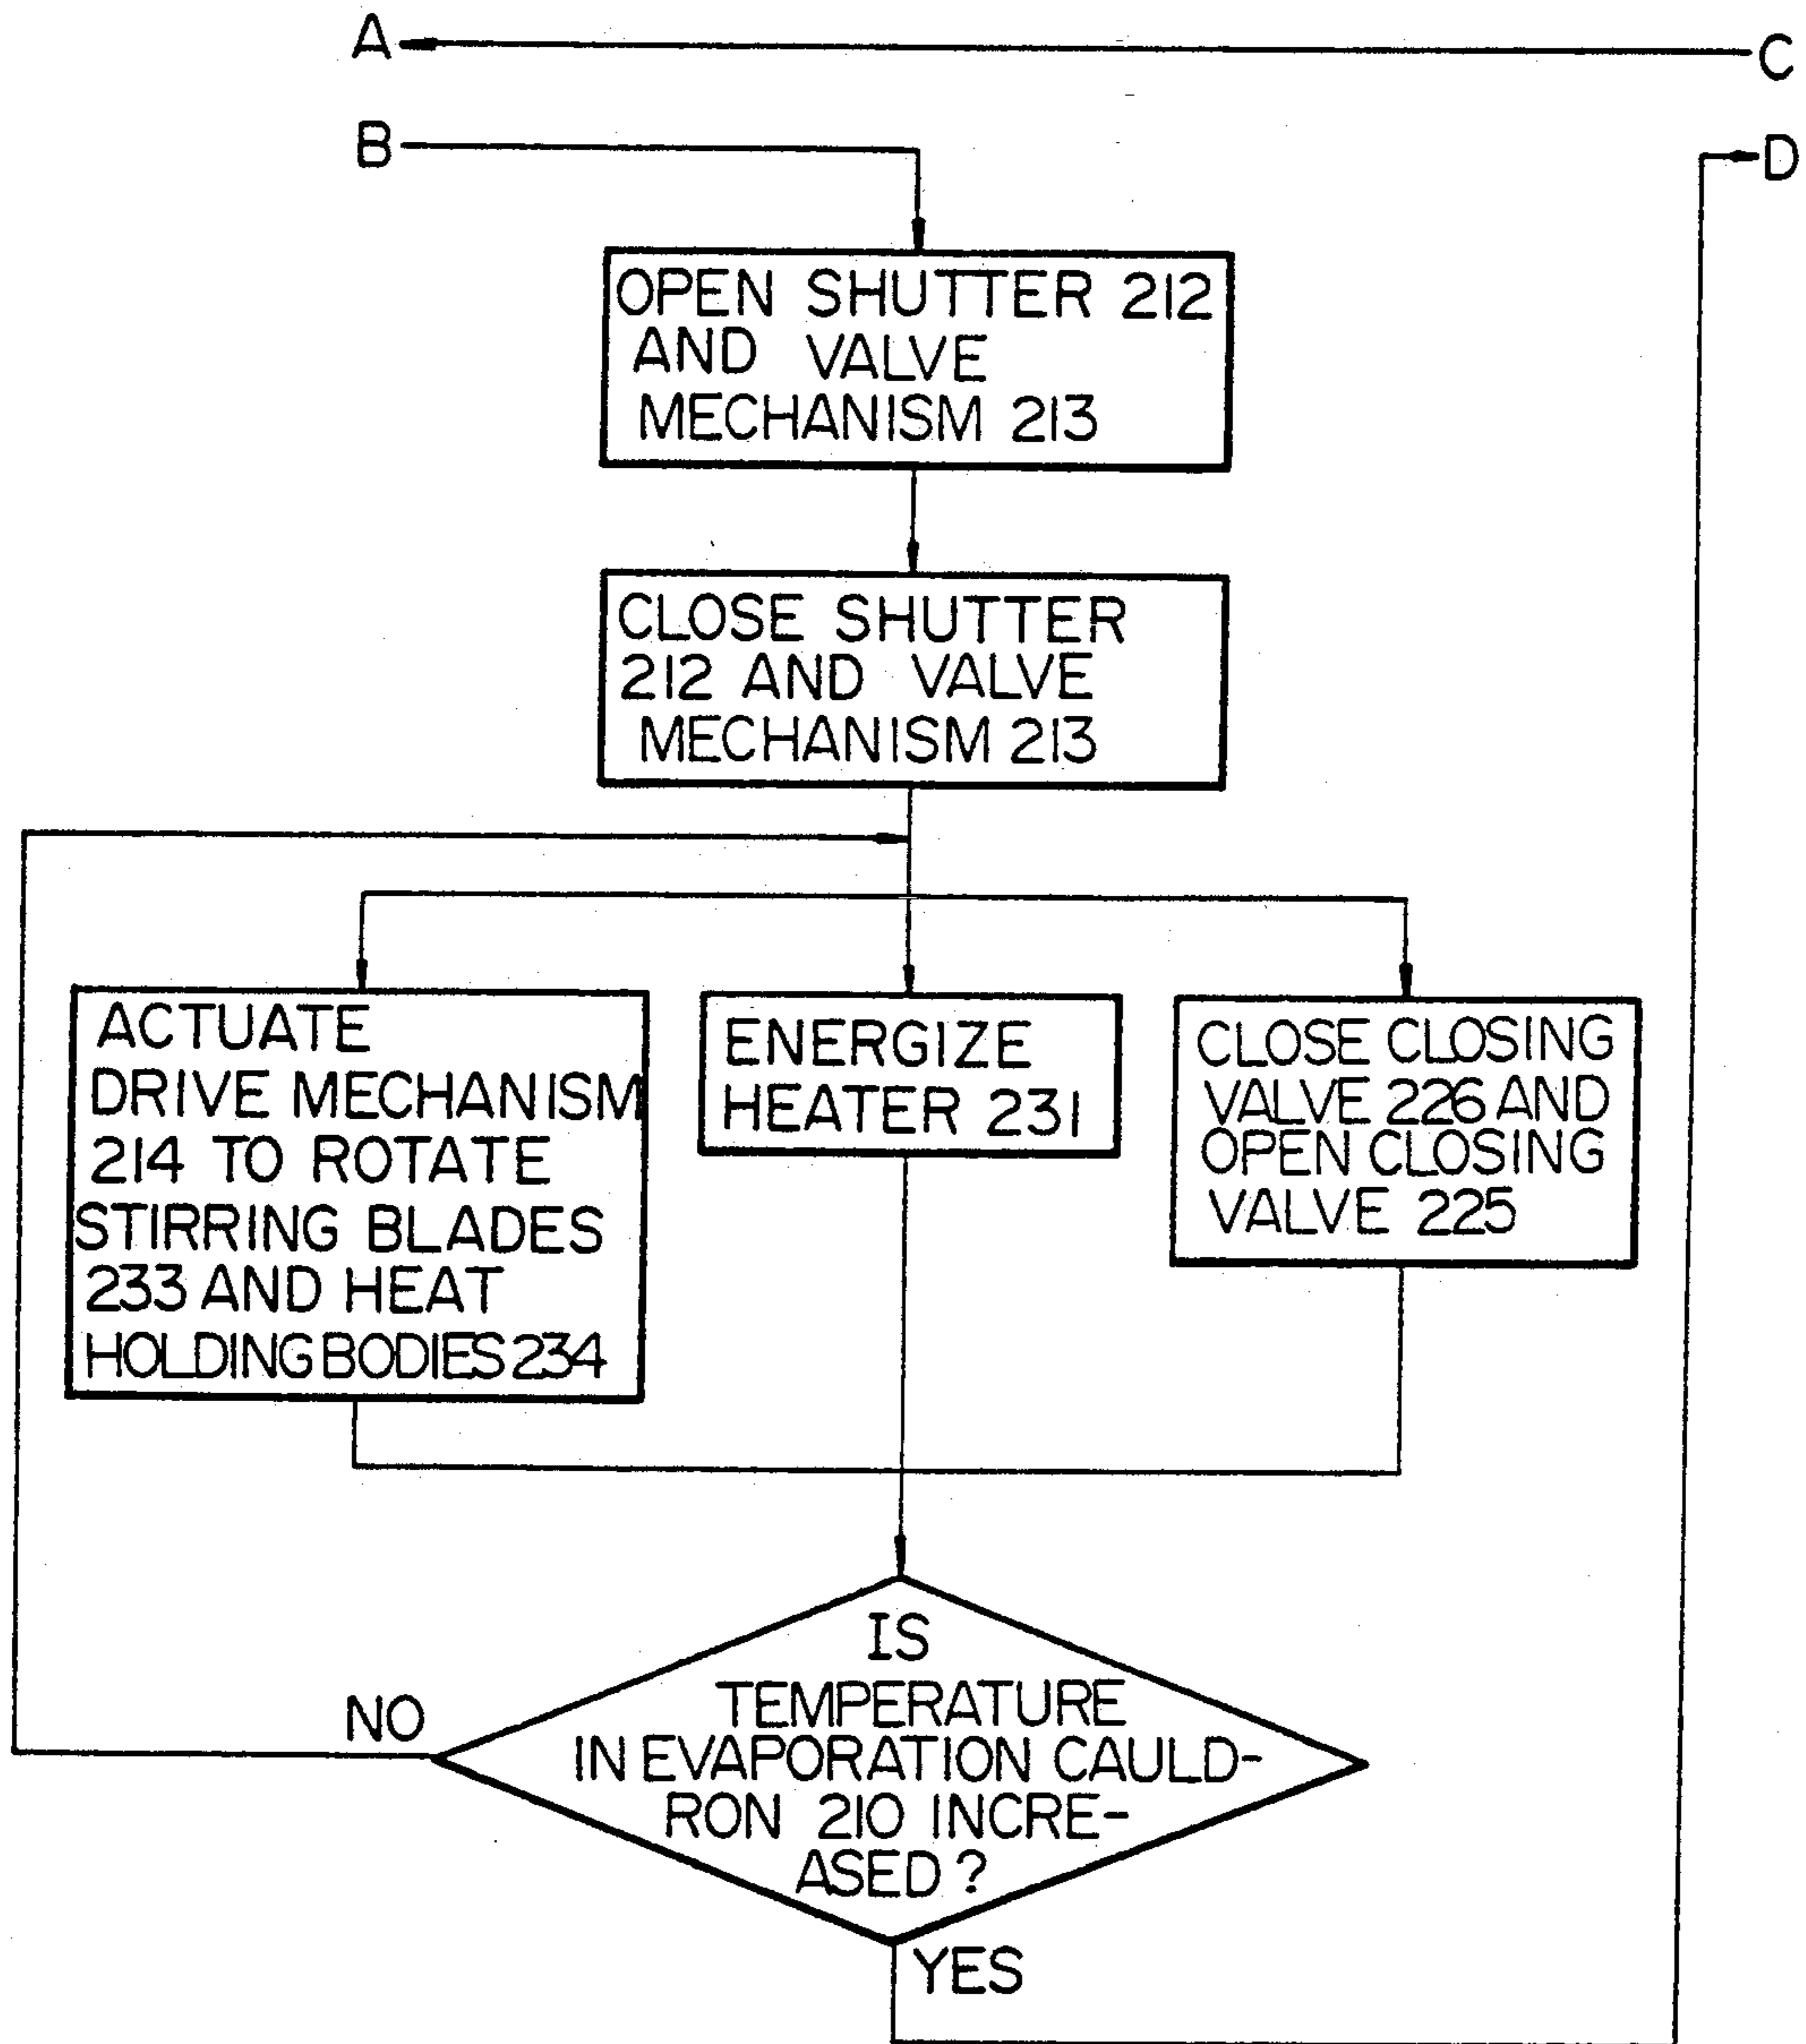 A
C
B
D
OPEN SHUTTER 212
AND VALVE
MECHANISM 213
CLOSE SHUTTER
212 AND VALVE
MECHANISM 213
ACTUATE
DRIVE MECHANISM
214 TO ROTATE
STIRRING BLADES
233 AND HEAT
HOLDING BODIES 234
ENERGIZE
HEATER 231
CLOSE CLOSING
VALVE 226 AND
OPEN CLOSING
VALVE 225
IS
TEMPERATURE
IN EVAPORATION CAULD-
RON 210 INCRE-
ASED ?
NO
YES